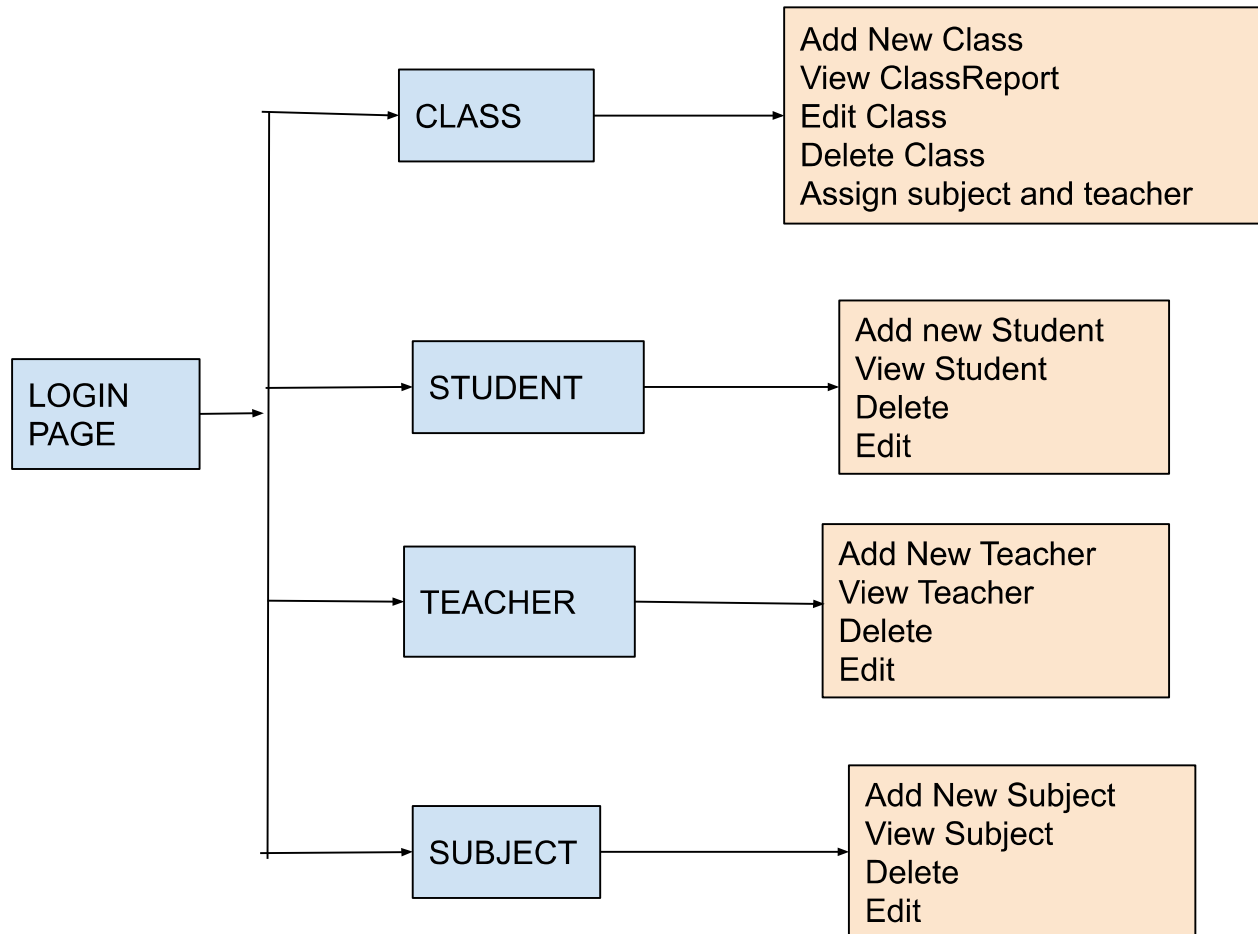 LOGIN
PAGE
CLASS
Add New Class
View ClassReport
Edit Class
Delete Class
Assign subject and teacher
STUDENT
Add new Student
View Student
Delete
Edit
TEACHER
Add New Teacher
View Teacher
Delete
Edit
SUBJECT
Add New Subject
View Subject
Delete
Edit